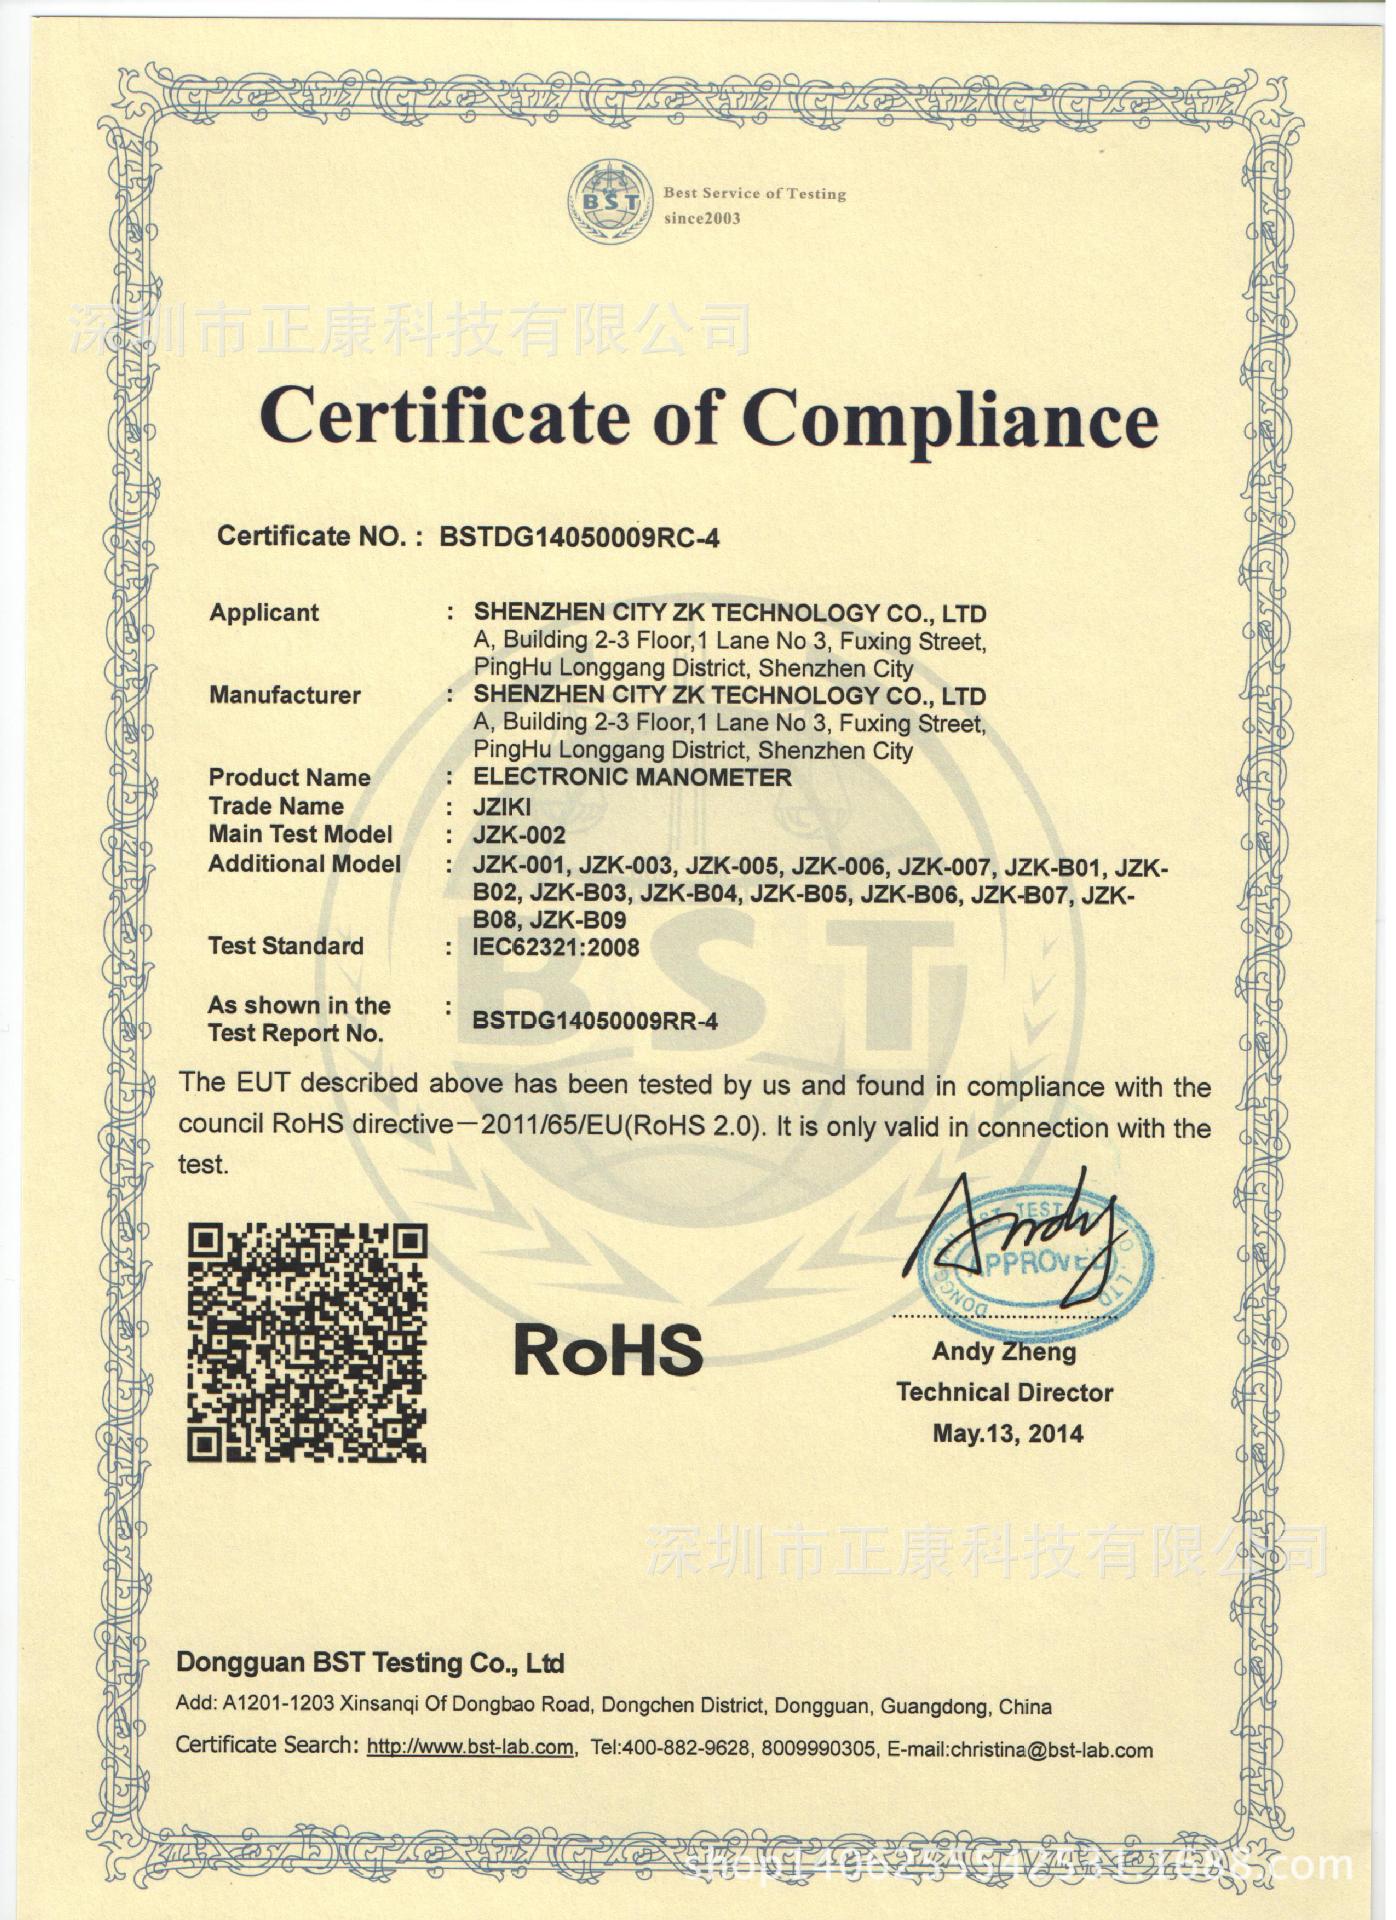 BST
Best Service of Testing
since2003
深圳市正康科技有限公司
Certificate of Compliance
Certificate NO. : BSTDG14050009RC-4
Applicant : SHENZHEN CITY ZK TECHNOLOGY CO., LTD
A, Building 2-3 Floor,1 Lane No 3, Fuxing Street,
PingHu Longgang District, Shenzhen City
Manufacturer : SHENZHEN CITY ZK TECHNOLOGY CO., LTD
A, Building 2-3 Floor,1 Lane No 3, Fuxing Street,
PingHu Longgang District, Shenzhen City
Product Name : ELECTRONIC MANOMETER
Trade Name : JZIKI
Main Test Model : JZK-002
Additional Model : JZK-001, JZK-003, JZK-005, JZK-006, JZK-007, JZK-B01, JZK-
B02, JZK-B03, JZK-B04, JZK-B05, JZK-B06, JZK-B07, JZK-
B08, JZK-B09
BST
Test Standard : IEC62321:2008
As shown in the :
Test Report No. BSTDG14050009RR-4
The EUT described above has been tested by us and found in compliance with the
council RoHS directive－2011/65/EU(RoHS 2.0). It is only valid in connection with the
test.
Andy
APPROVED
RoHS
Andy Zheng
Technical Director
May.13, 2014
深圳市正康科技有限公司
Dongguan BST Testing Co., Ltd
Add: A1201-1203 Xinsanqi Of Dongbao Road, Dongchen District, Dongguan, Guangdong, China
Certificate Search: http://www.bst-lab.com, Tel:400-882-9628, 8009990305, E-mail:christina@bst-lab.com